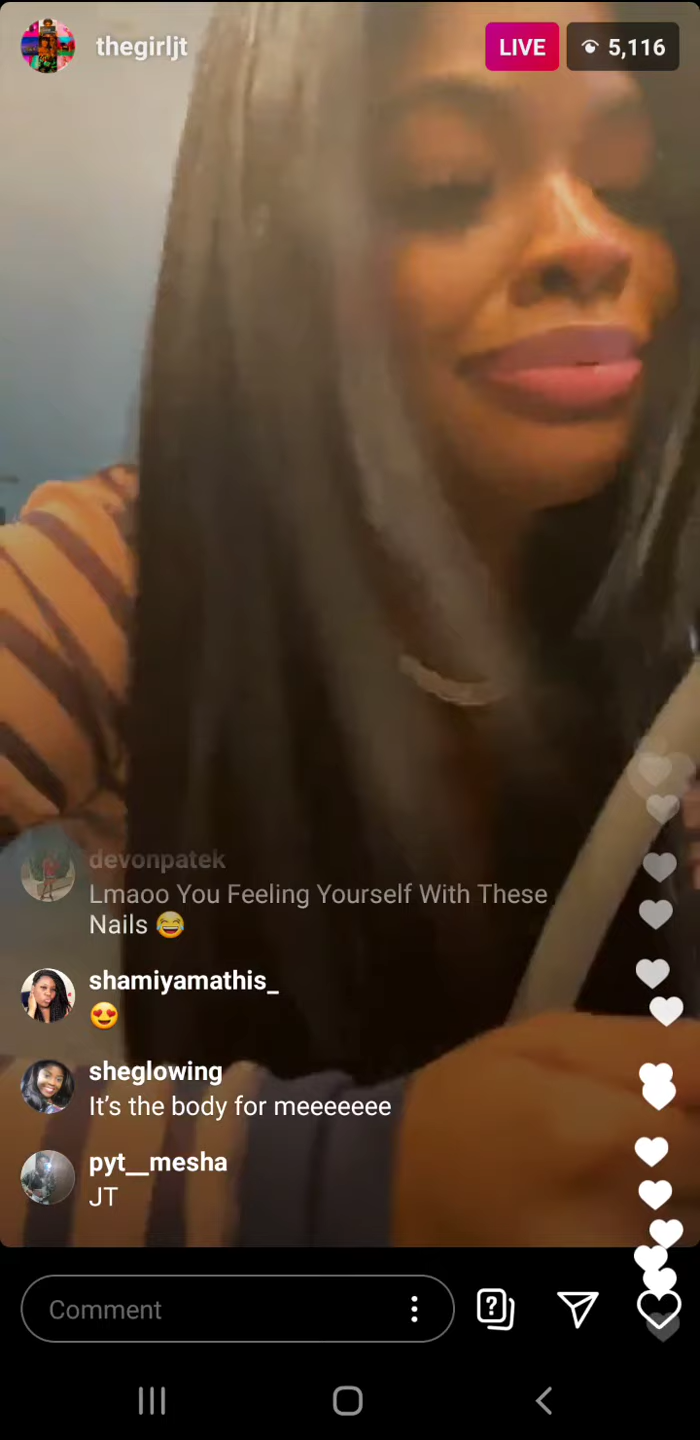 thegirljt
LIVE
5,116
devonpatek
Lmaoo You Feeling Yourself With These
Nails 😂
shamiyamathis_
😍
sheglowing
It’s the body for meeeeeee
pyt__mesha
JT
Comment